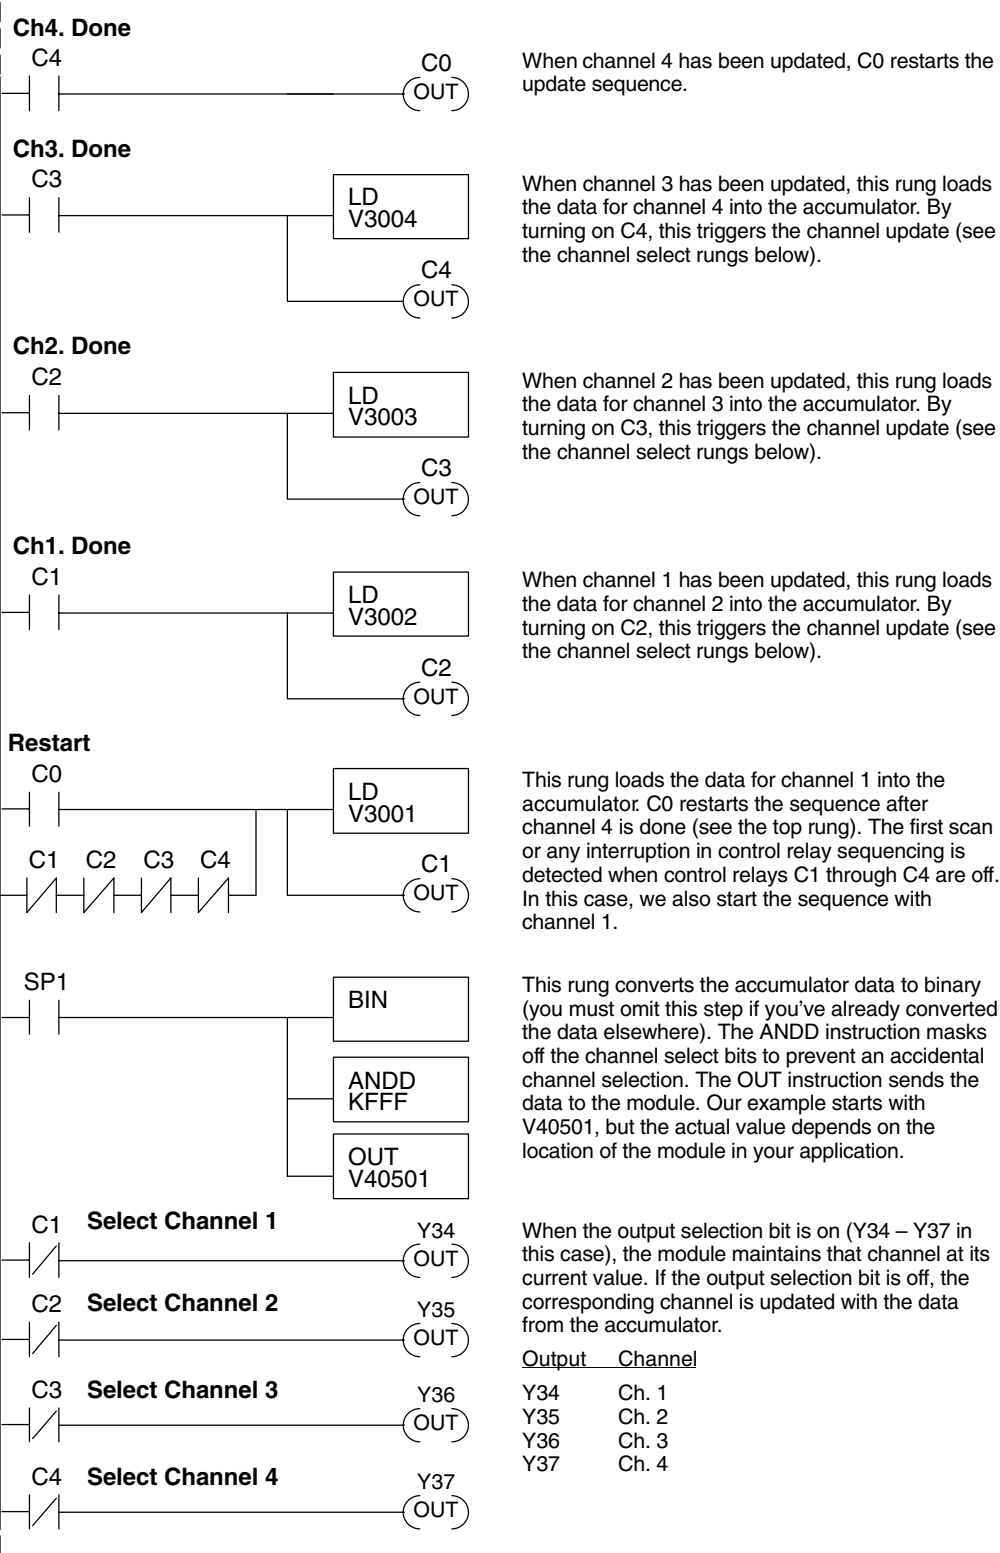 Ch4. Done
C4
C0
OUT
When channel 4 has been updated, C0 restarts the
update sequence.
Ch3. Done
C3
LD
V3004
C4
OUT
When channel 3 has been updated, this rung loads
the data for channel 4 into the accumulator. By
turning on C4, this triggers the channel update (see
the channel select rungs below).
Ch2. Done
C2
LD
V3003
C3
OUT
When channel 2 has been updated, this rung loads
the data for channel 3 into the accumulator. By
turning on C3, this triggers the channel update (see
the channel select rungs below).
Ch1. Done
C1
LD
V3002
C2
OUT
When channel 1 has been updated, this rung loads
the data for channel 2 into the accumulator. By
turning on C2, this triggers the channel update (see
the channel select rungs below).
Restart
C0
LD
V3001
C1 C2 C3 C4
C1
OUT
This rung loads the data for channel 1 into the
accumulator. C0 restarts the sequence after
channel 4 is done (see the top rung). The first scan
or any interruption in control relay sequencing is
detected when control relays C1 through C4 are off.
In this case, we also start the sequence with
channel 1.
SP1
BIN
ANDD
KFFF
OUT
V40501
This rung converts the accumulator data to binary
(you must omit this step if you’ve already converted
the data elsewhere). The ANDD instruction masks
off the channel select bits to prevent an accidental
channel selection. The OUT instruction sends the
data to the module. Our example starts with
V40501, but the actual value depends on the
location of the module in your application.
C1 Select Channel 1 Y34
OUT
C2 Select Channel 2 Y35
OUT
C3 Select Channel 3 Y36
OUT
C4 Select Channel 4 Y37
OUT
When the output selection bit is on (Y34 – Y37 in
this case), the module maintains that channel at its
current value. If the output selection bit is off, the
corresponding channel is updated with the data
from the accumulator.
Output Channel
Y34 Ch. 1
Y35 Ch. 2
Y36 Ch. 3
Y37 Ch. 4